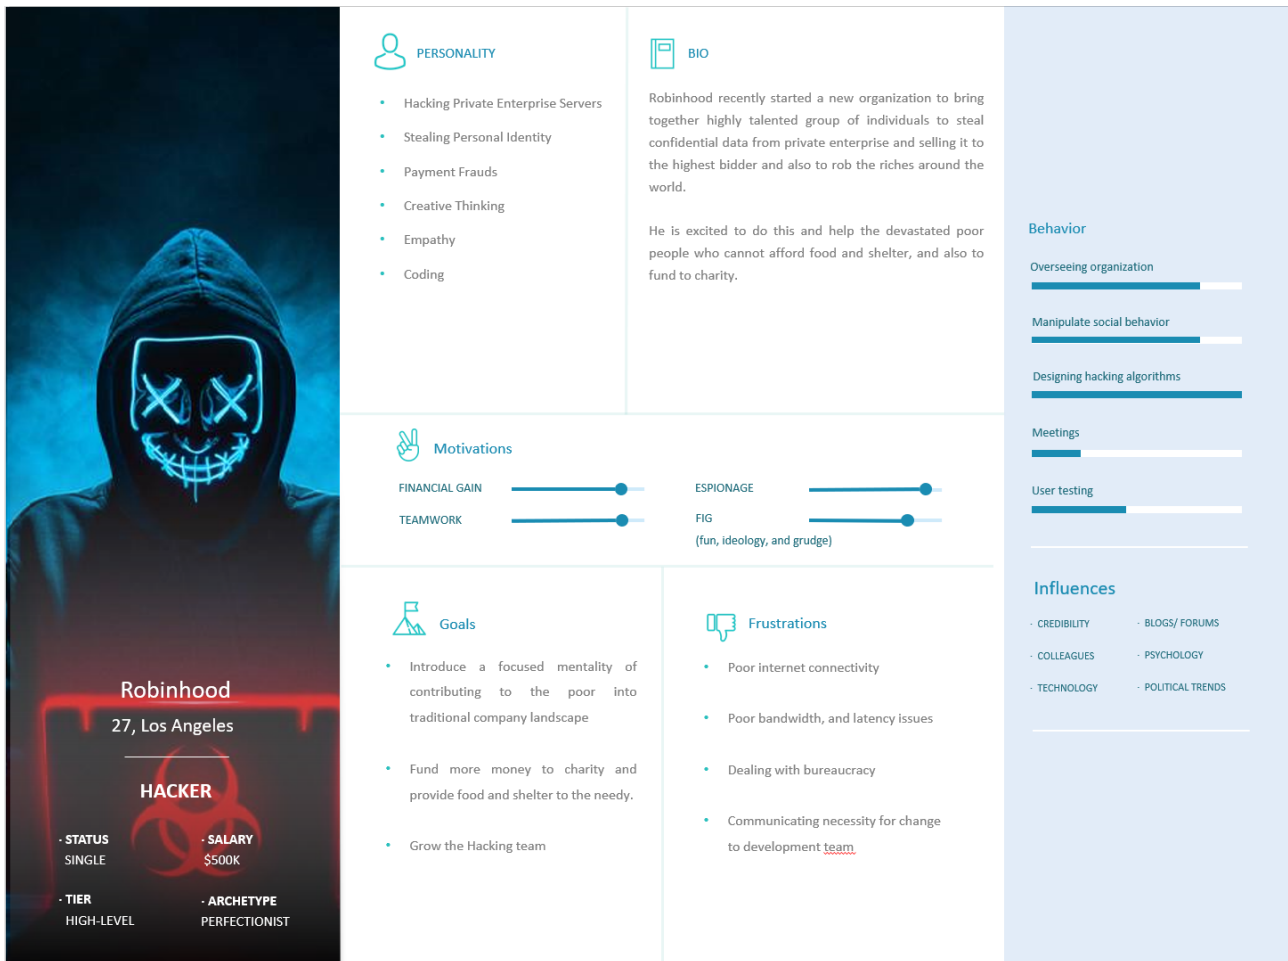 PERSONALITY
• Hacking Private Enterprise Servers
• Stealing Personal Identity
• Payment Frauds
• Creative Thinking
• Empathy
• Coding
BIO
Robinhood recently started a new organization to bring
together highly talented group of individuals to steal
confidential data from private enterprise and selling it to
the highest bidder and also to rob the riches around the
world.
He is excited to do this and help the devastated poor
people who cannot afford food and shelter, and also to
fund to charity.
Motivations
FINANCIAL GAIN
TEAMWORK
ESPIONAGE
FIG
(fun, ideology, and grudge)
Goals
• Introduce a focused mentality of
contributing to the poor into
traditional company landscape
• Fund more money to charity and
provide food and shelter to the needy.
• Grow the Hacking team
Frustrations
• Poor internet connectivity
• Poor bandwidth, and latency issues
• Dealing with bureaucracy
• Communicating necessity for change
to development team
Behavior
Overseeing organization
Manipulate social behavior
Designing hacking algorithms
Meetings
User testing
Influences
· CREDIBILITY
· BLOGS/ FORUMS
· COLLEAGUES
· PSYCHOLOGY
· TECHNOLOGY
· POLITICAL TRENDS
Robinhood
27, Los Angeles
HACKER
· STATUS
SINGLE
· SALARY
$500K
· TIER
HIGH-LEVEL
· ARCHETYPE
PERFECTIONIST